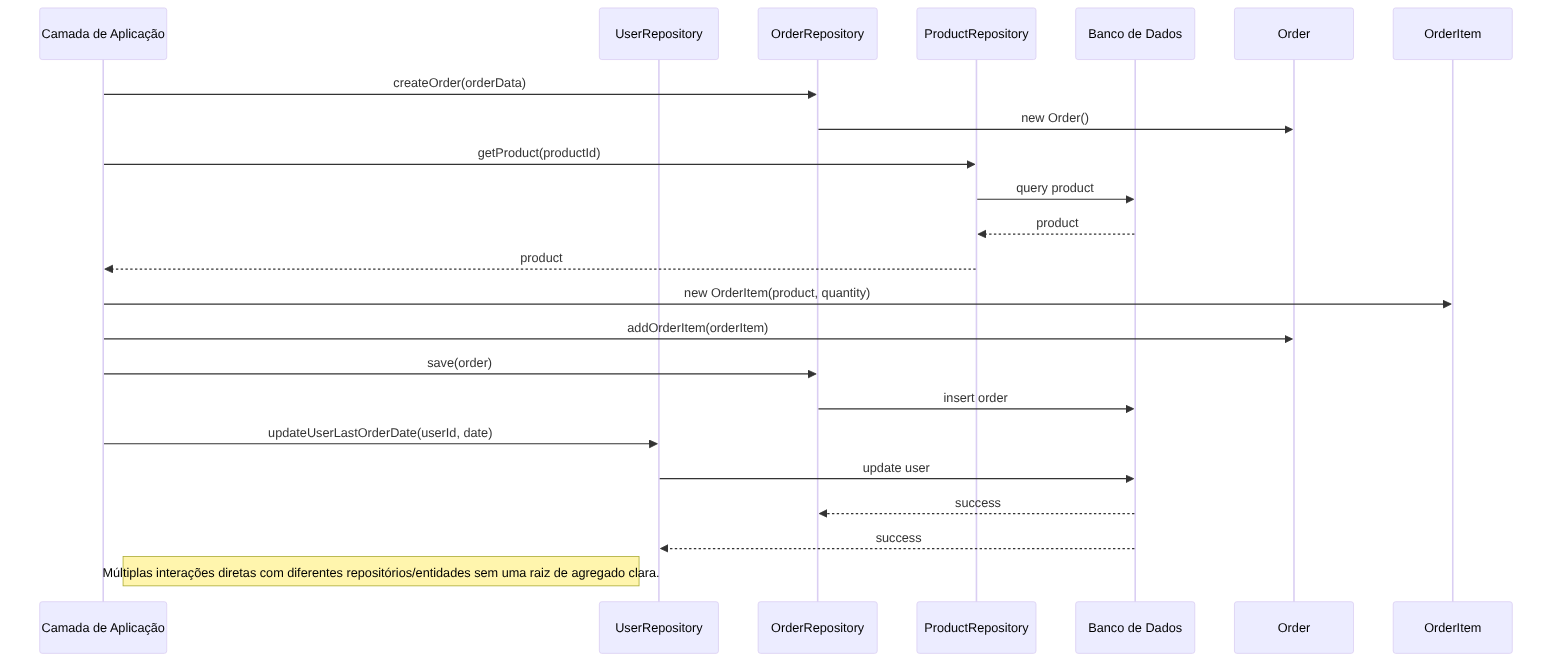 Camada de Aplicação
UserRepository
OrderRepository
ProductRepository
Banco de Dados
Order
OrderItem
createOrder(orderData)
new Order()
getProduct(productId)
query product
product
product
new OrderItem(product, quantity)
addOrderItem(orderItem)
save(order)
insert order
updateUserLastOrderDate(userId, date)
update user
success
success
Múltiplas interações diretas com diferentes repositórios/entidades sem uma raiz de agregado clara.
Camada de Aplicação
UserRepository
OrderRepository
ProductRepository
Banco de Dados
Order
OrderItem